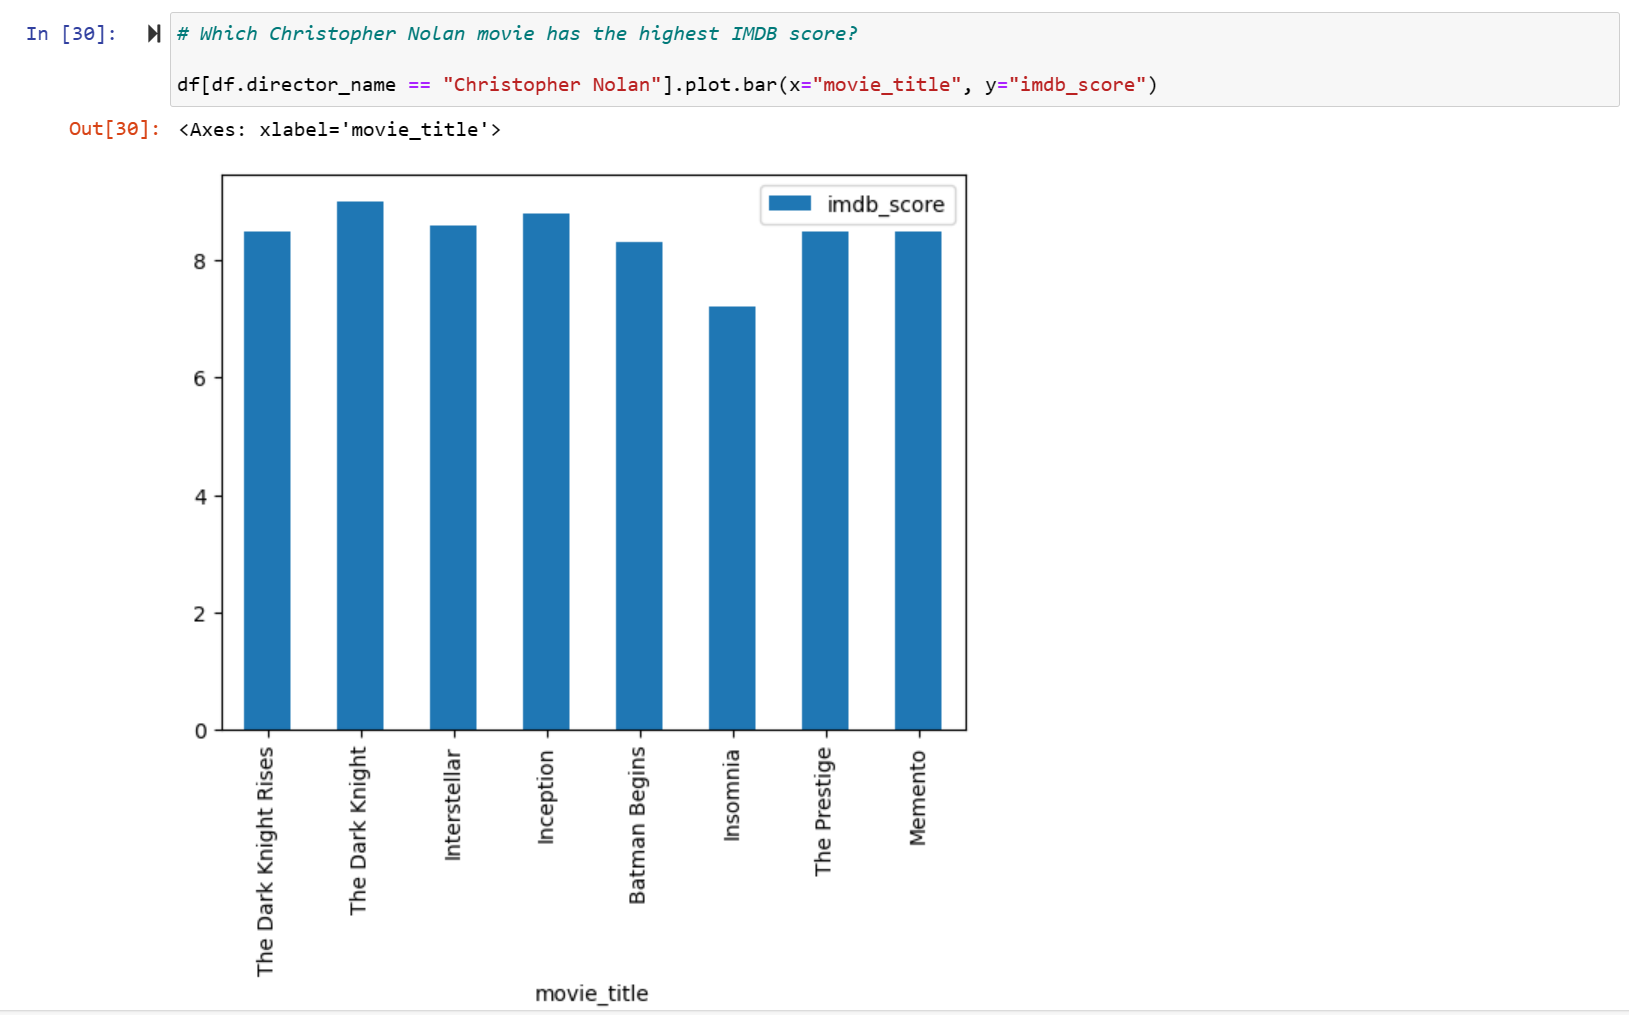 In [30]:
# Which Christopher Nolan movie has the highest IMDB score?
df[df.director_name == "Christopher Nolan"].plot.bar(x="movie_title", y="imdb_score")
Out[30]: <Axes: xlabel='movie_title'>
imdb_score
8
6
4
2
0
The Dark Knight Rises
The Dark Knight
Interstellar
Inception
Batman Begins
Insomnia
The Prestige
Memento
movie_title